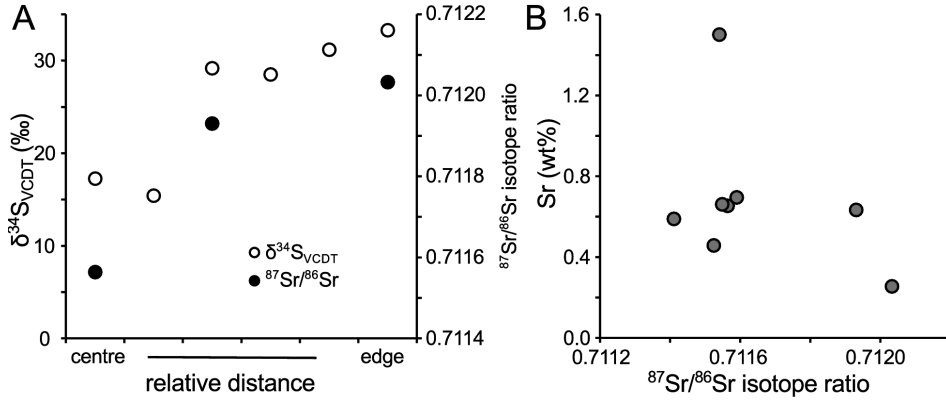 A
B
δ³⁴S_VCDT (‰)
30
20
10
0
0.7122
0.7120
0.7118
0.7116
0.7114
⁸⁷Sr/⁸⁶Sr isotope ratio
δ³⁴S_VCDT
⁸⁷Sr/⁸⁶Sr
centre
edge
relative distance
Sr (wt%)
1.6
1.2
0.8
0.4
0.0
0.7112
0.7116
0.7120
⁸⁷Sr/⁸⁶Sr isotope ratio